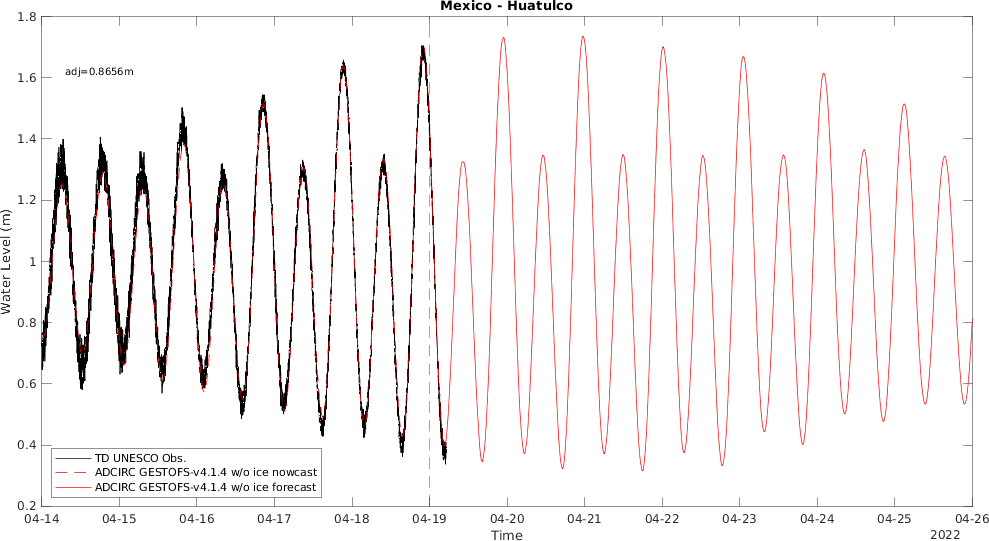 Mexico - Huatulco
1.8
1.6
1.4
1.2
1
0.8
0.6
0.4
0.2
Water Level (m)
adj=0.8656m
TD UNESCO Obs.
ADCIRC GESTOFS-v4.1.4 w/o ice nowcast
ADCIRC GESTOFS-v4.1.4 w/o ice forecast
04-14 04-15 04-16 04-17 04-18 04-19 04-20 04-21 04-22 04-23 04-24 04-25 04-26
Time
2022